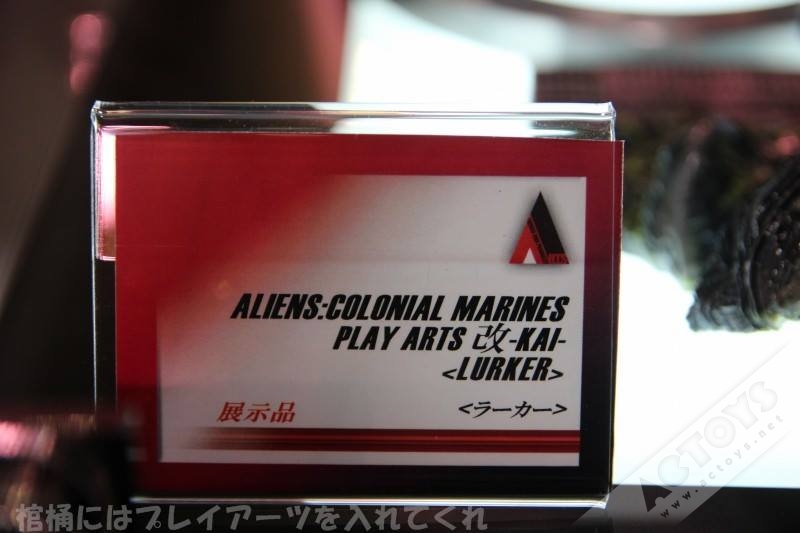 ALIENS:COLONIAL MARINES
PLAY ARTS 改-KAI-
<LURKER>
展示品 <ラーカー>
ACTOYS
www.actoys.net
棺桶にはプレイアーツを入れてくれ